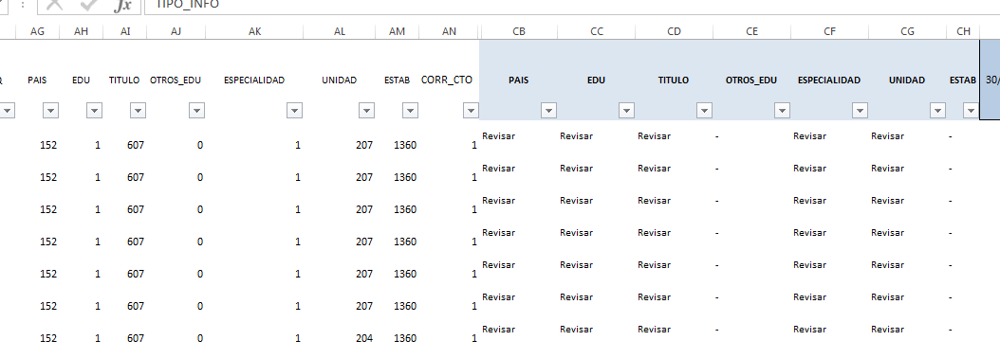 fx TIPO_INFO
AG AH AI AJ AK AL AM AN CB CC CD CE CF CG CH
PAIS EDU TITULO OTROS_EDU ESPECIALIDAD UNIDAD ESTAB CORR_CTO PAIS EDU TITULO OTROS_EDU ESPECIALIDAD UNIDAD ESTAB 30/
152 1 607 0 1 207 1360 1 Revisar Revisar Revisar - Revisar Revisar -
152 1 607 0 1 207 1360 1 Revisar Revisar Revisar - Revisar Revisar -
152 1 607 0 1 207 1360 1 Revisar Revisar Revisar - Revisar Revisar -
152 1 607 0 1 207 1360 1 Revisar Revisar Revisar - Revisar Revisar -
152 1 607 0 1 207 1360 1 Revisar Revisar Revisar - Revisar Revisar -
152 1 607 0 1 207 1360 1 Revisar Revisar Revisar - Revisar Revisar -
152 1 607 0 1 204 1360 1 Revisar Revisar Revisar - Revisar Revisar -